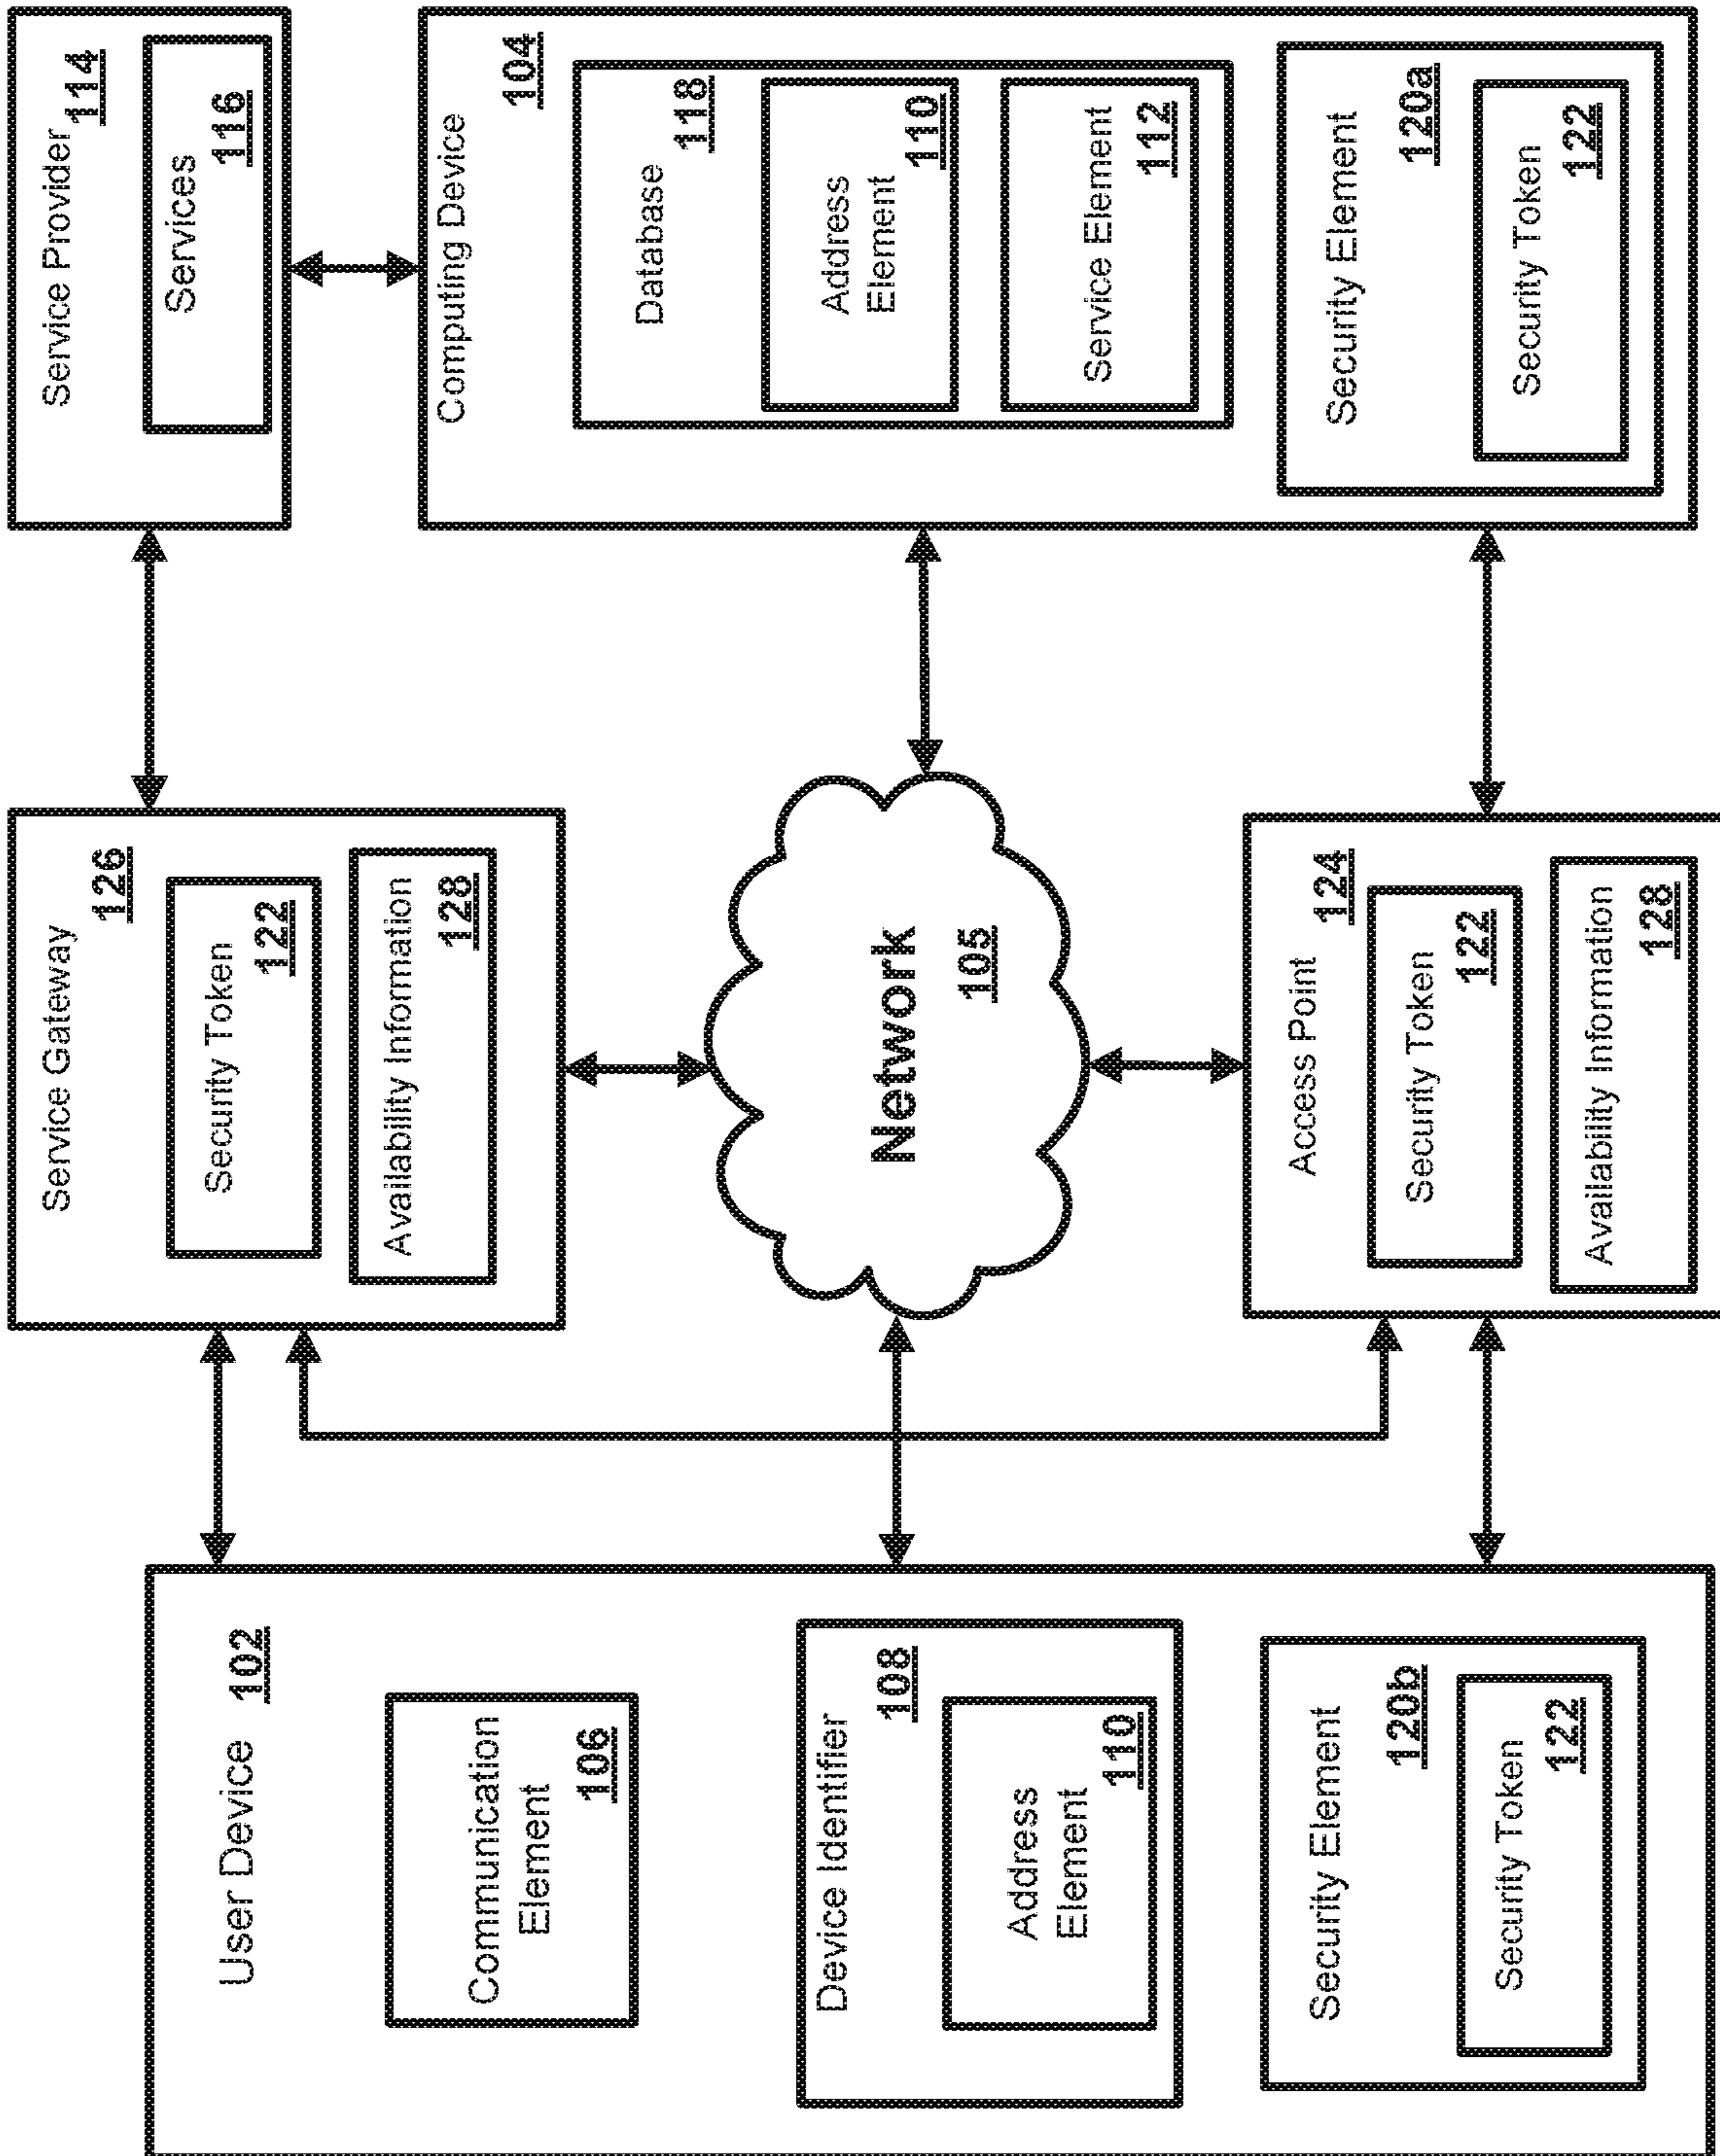 Service Provider
114
Services
116
Computing Device
104
Database
118
Address
Element
110
Service Element
112
Security Element
120a
Security Token
122
Service Gateway
126
Security Token
122
Availability Information
128
Network
105
Access Point
124
Security Token
122
Availability Information
128
User Device 102
Communication
Element
106
Device Identifier
108
Address
Element
110
Security Element
120b
Security Token
122